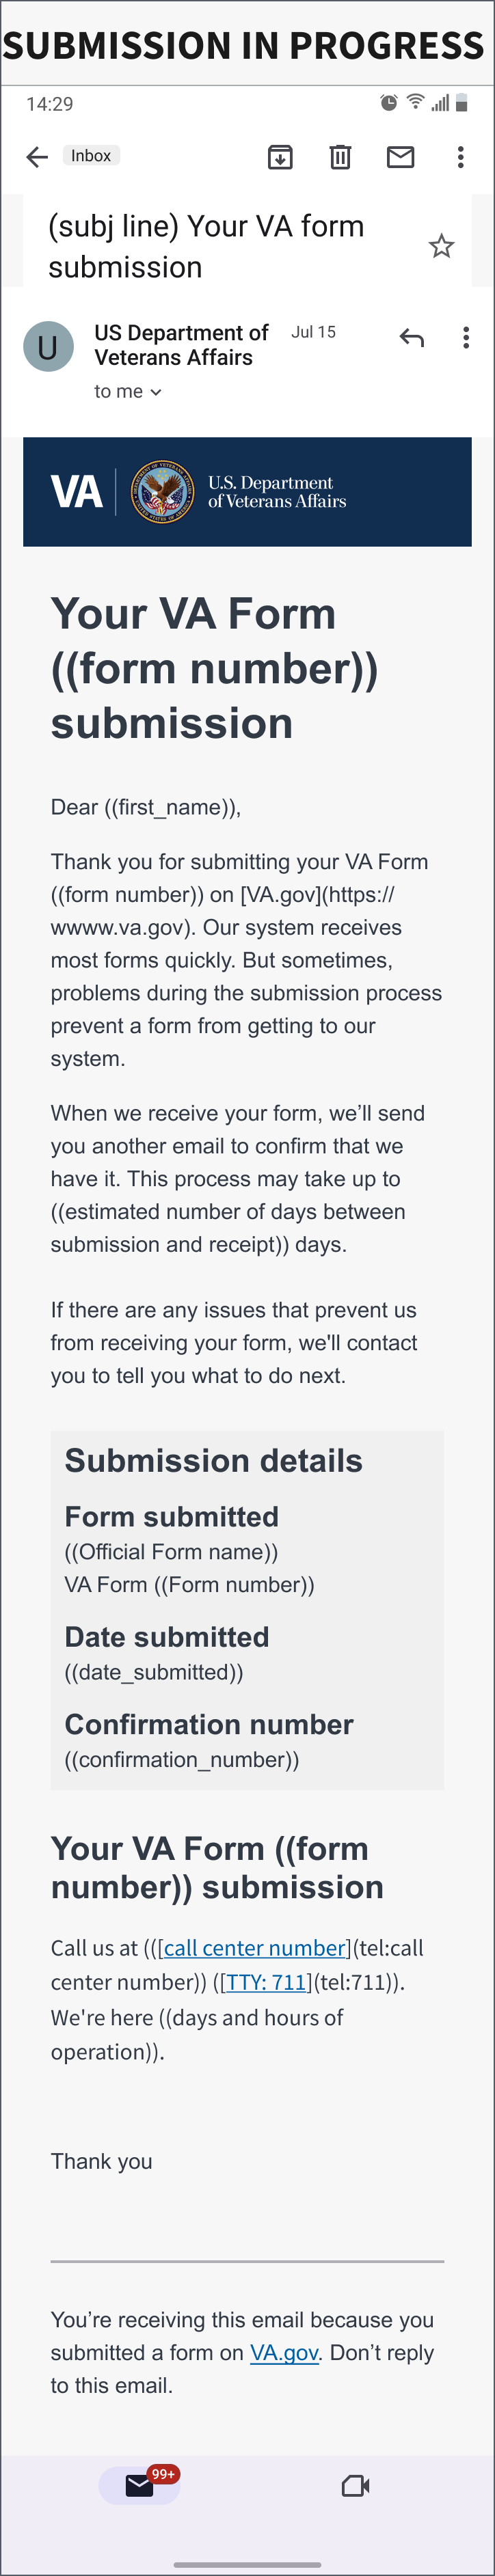 SUBMISSION IN PROGRESS
14:29
Inbox
(subj line) Your VA form
submission
U
US Department of
Veterans Affairs
Jul 15
to me
VA
U.S. Department
of Veterans Affairs
Your VA Form
((form number))
submission
Dear ((first_name)),
Thank you for submitting your VA Form
((form number)) on [VA.gov](https://
wwww.va.gov). Our system receives
most forms quickly. But sometimes,
problems during the submission process
prevent a form from getting to our
system.
When we receive your form, we’ll send
you another email to confirm that we
have it. This process may take up to
((estimated number of days between
submission and receipt)) days.
If there are any issues that prevent us
from receiving your form, we'll contact
you to tell you what to do next.
Submission details
Form submitted
((Official Form name))
VA Form ((Form number))
Date submitted
((date_submitted))
Confirmation number
((confirmation_number))
Your VA Form ((form
number)) submission
Call us at (([call center number](tel:call
center number)) ([TTY: 711](tel:711)).
We're here ((days and hours of
operation)).
Thank you
You’re receiving this email because you
submitted a form on VA.gov. Don’t reply
to this email.
99+